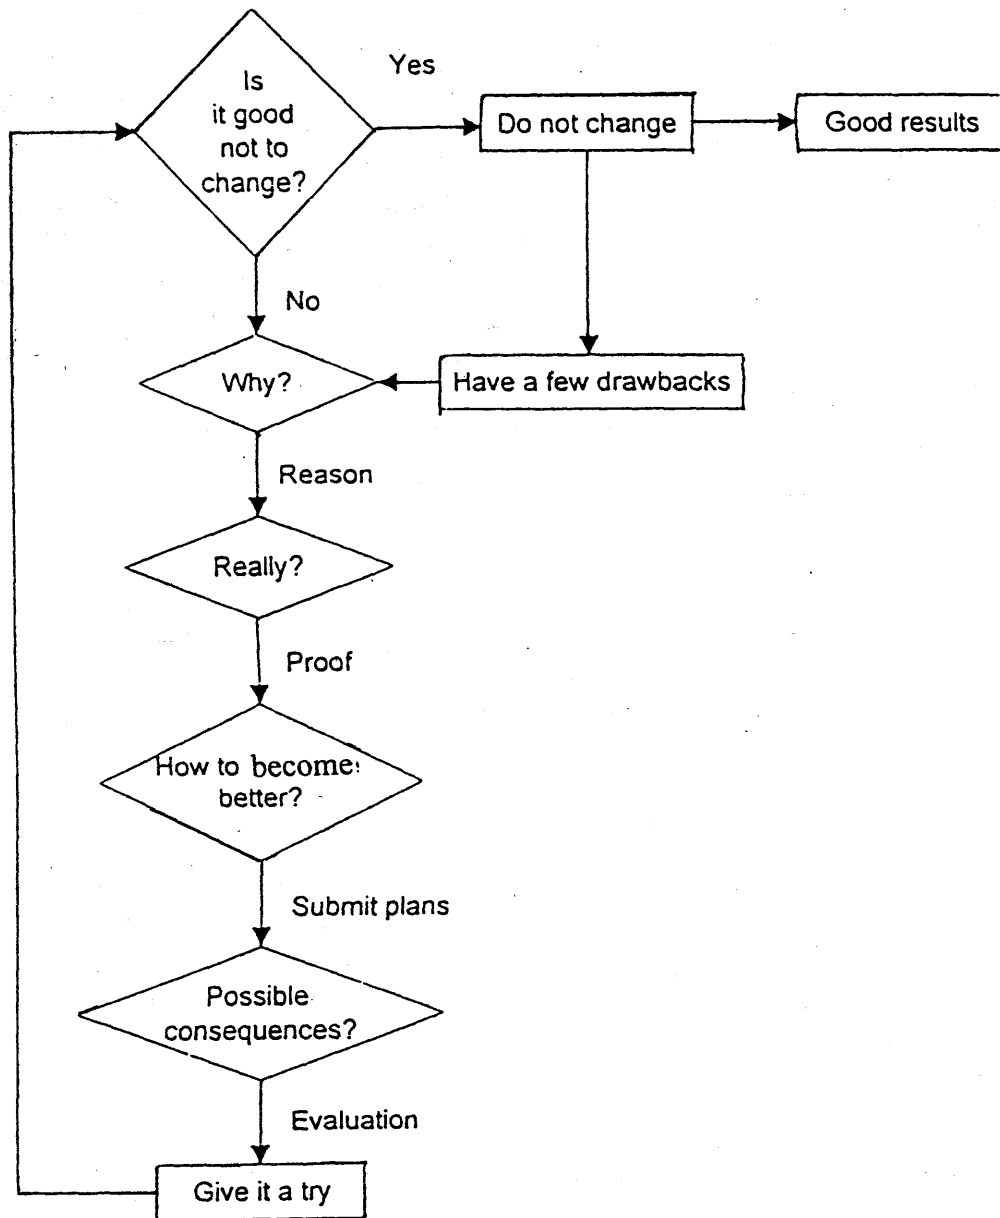 Is
it good
not to
change?
Yes
Do not change
Good results
No
Why?
Have a few drawbacks
Reason
Really?
Proof
How to become
better?
Submit plans
Possible
consequences?
Evaluation
Give it a try